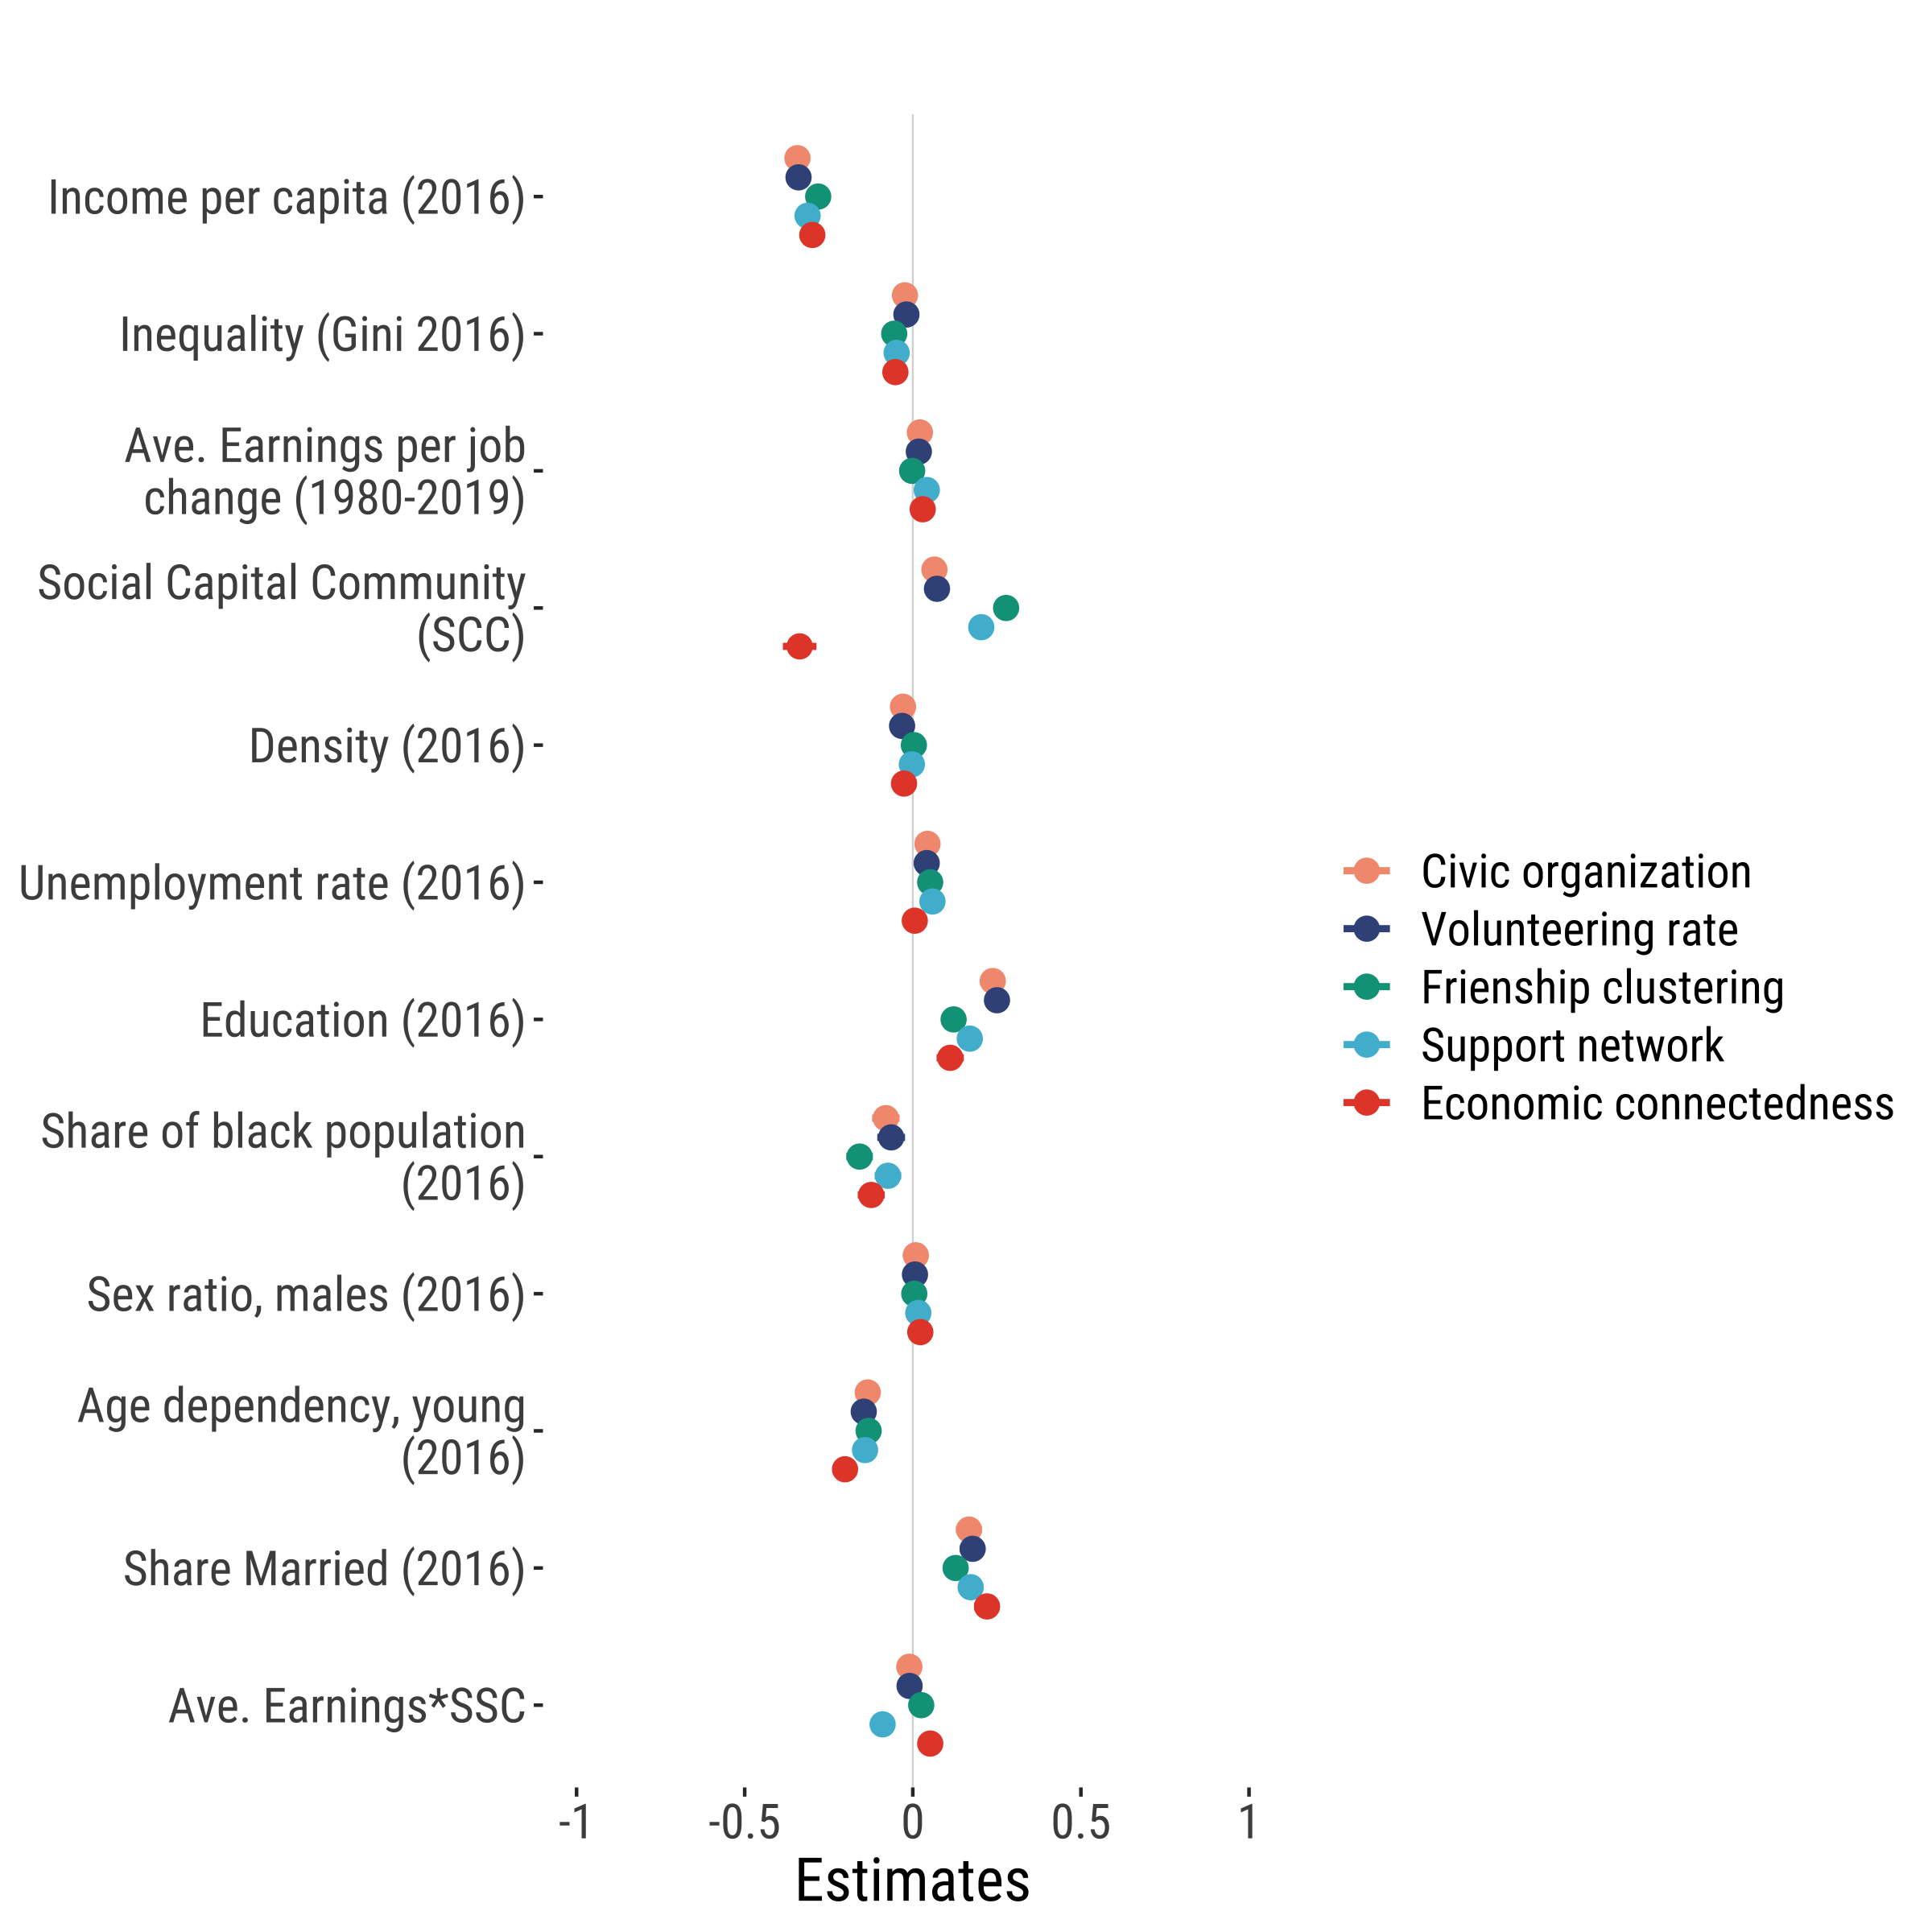 Income per capita (2016)
Inequality (Gini 2016)
Ave. Earnings per job
change (1980-2019)
Social Capital Community
(SCC)
Density (2016)
Unemployment rate (2016)
Education (2016)
Share of black population
(2016)
Sex ratio, males (2016)
Age dependency, young
(2016)
Share Married (2016)
Ave. Earnings*SSC
-1 -0.5 0 0.5 1
Estimates
Civic organization
Volunteering rate
Frienship clustering
Support network
Economic connectedness